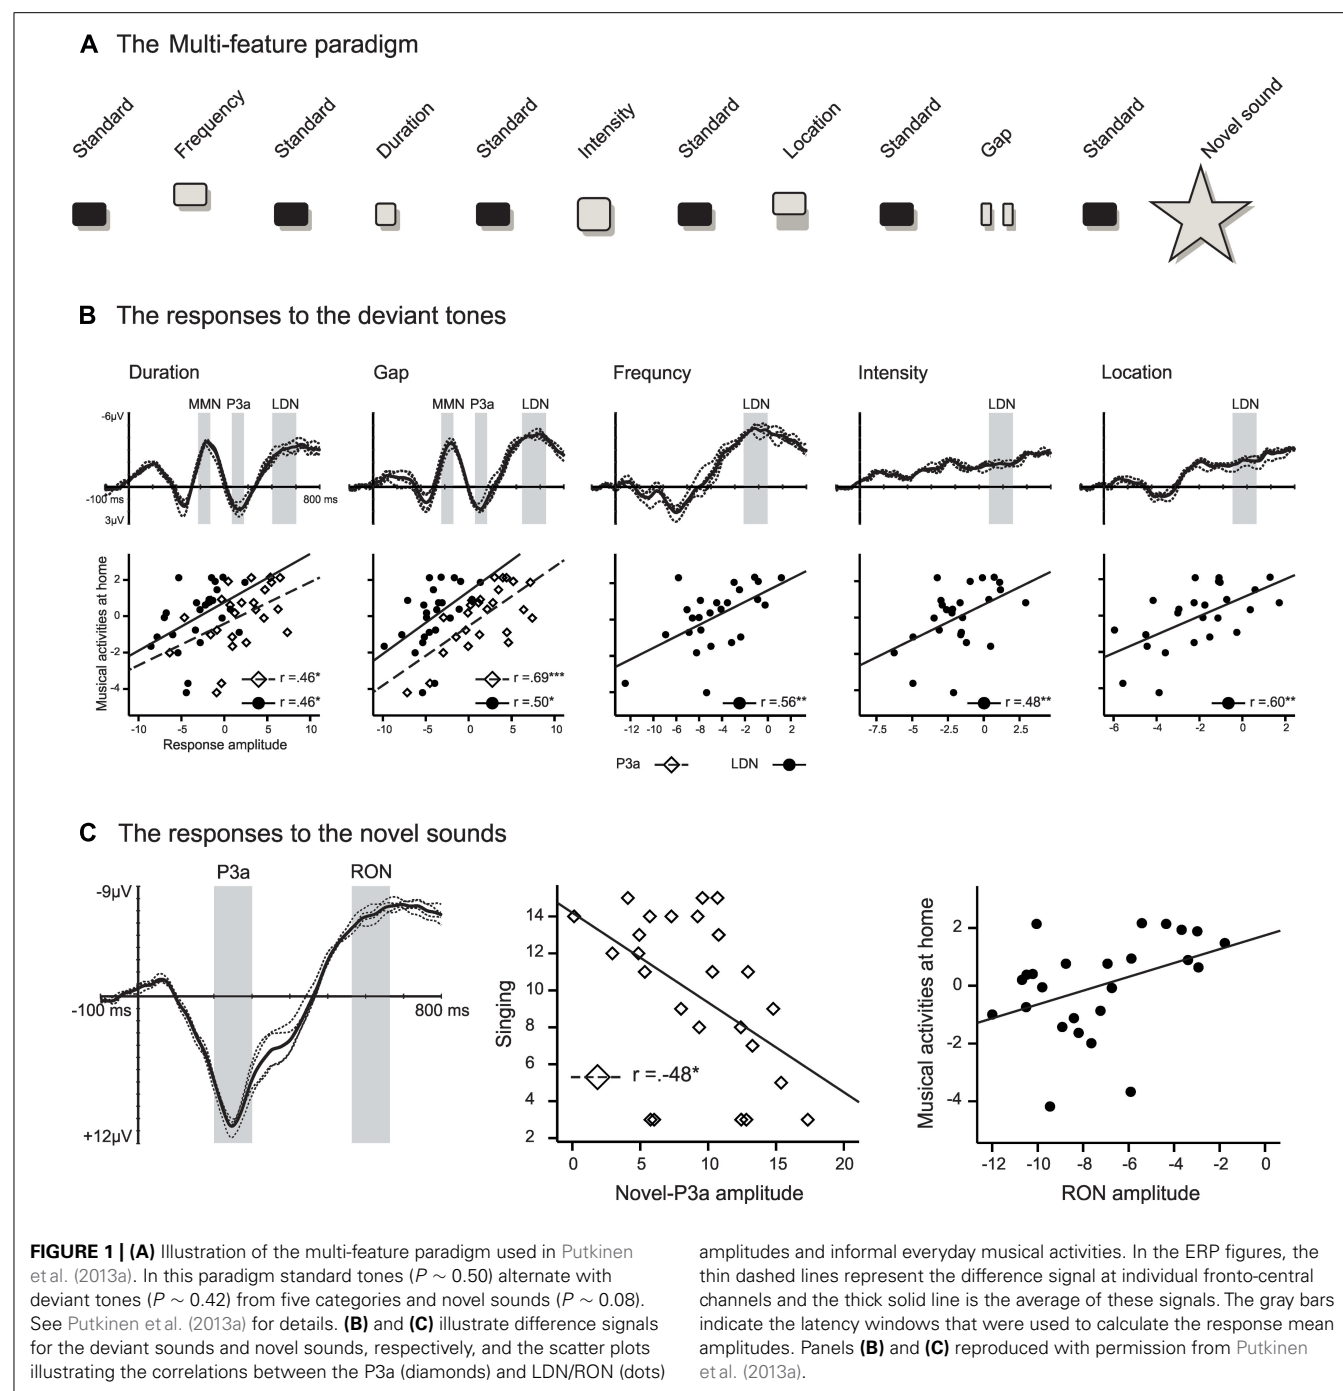 A The Multi-feature paradigm
Standard
Frequency
Standard
Duration
Standard
Intensity
Standard
Location
Standard
Gap
Standard
Novel sound
B The responses to the deviant tones
Duration
Gap
Frequncy
Intensity
Location
MMN P3a LDN
MMN P3a LDN
LDN
LDN
LDN
-6µV
-100 ms
800 ms
3µV
Musical activities at home
2
0
-2
-4
r =.46*
r =.46*
r =.69***
r =.50*
r =.56**
r =.48**
r =.60**
-10 -5 0 5 10
-10 -5 0 5 10
-12 -10 -8 -6 -4 -2 0 2
-7.5 -5 -2.5 0 2.5
-6 -4 -2 0 2
Response amplitude
P3a
LDN
C The responses to the novel sounds
P3a
RON
-9µV
-100 ms
800 ms
+12µV
Singing
14
12
10
8
6
4
2
r =.-48*
0 5 10 15 20
Novel-P3a amplitude
Musical activities at home
2
0
-2
-4
-12 -10 -8 -6 -4 -2 0
RON amplitude
FIGURE 1 | (A) Illustration of the multi-feature paradigm used in Putkinen
et al. (2013a). In this paradigm standard tones (P ∼ 0.50) alternate with
deviant tones (P ∼ 0.42) from five categories and novel sounds (P ∼ 0.08).
See Putkinen et al. (2013a) for details. (B) and (C) illustrate difference signals
for the deviant sounds and novel sounds, respectively, and the scatter plots
illustrating the correlations between the P3a (diamonds) and LDN/RON (dots)
amplitudes and informal everyday musical activities. In the ERP figures, the
thin dashed lines represent the difference signal at individual fronto-central
channels and the thick solid line is the average of these signals. The gray bars
indicate the latency windows that were used to calculate the response mean
amplitudes. Panels (B) and (C) reproduced with permission from Putkinen
et al. (2013a).